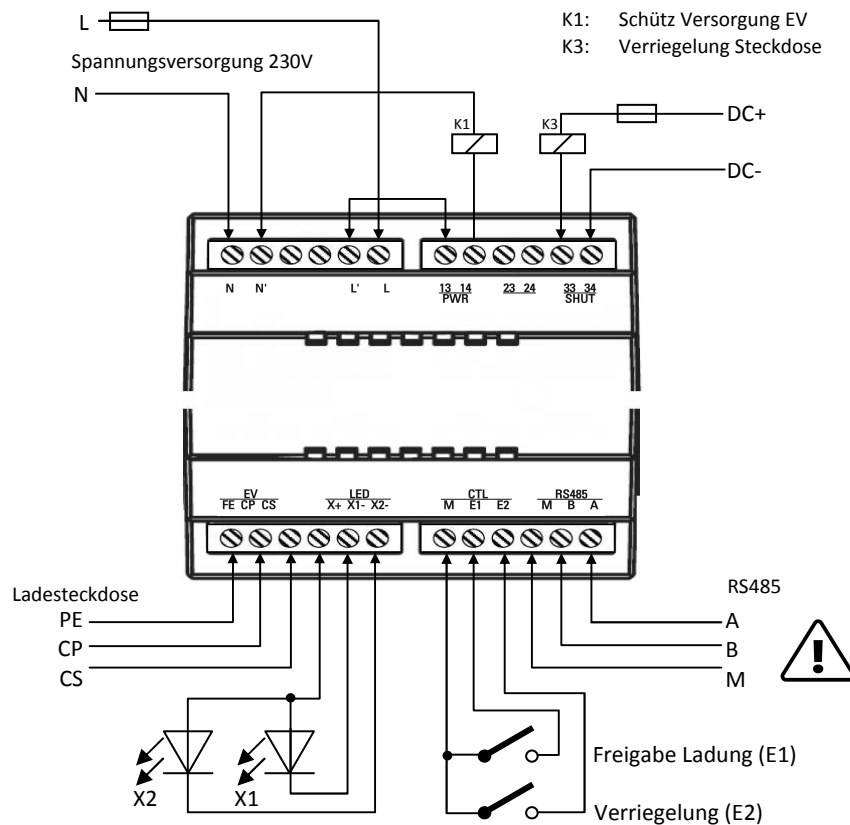 L
K1: Schütz Versorgung EV
K3: Verriegelung Steckdose
Spannungsversorgung 230V
N
K1
K3
DC+
DC-
N N' L' L
13 14 23 24 33 34
PWR SHUT
EV LED CTL RS485
FE CP CS X+ X1- X2- M E1 E2 M B A
Ladesteckdose
RS485
PE
A
CP
B
CS
M
X2
X1
Freigabe Ladung (E1)
Verriegelung (E2)